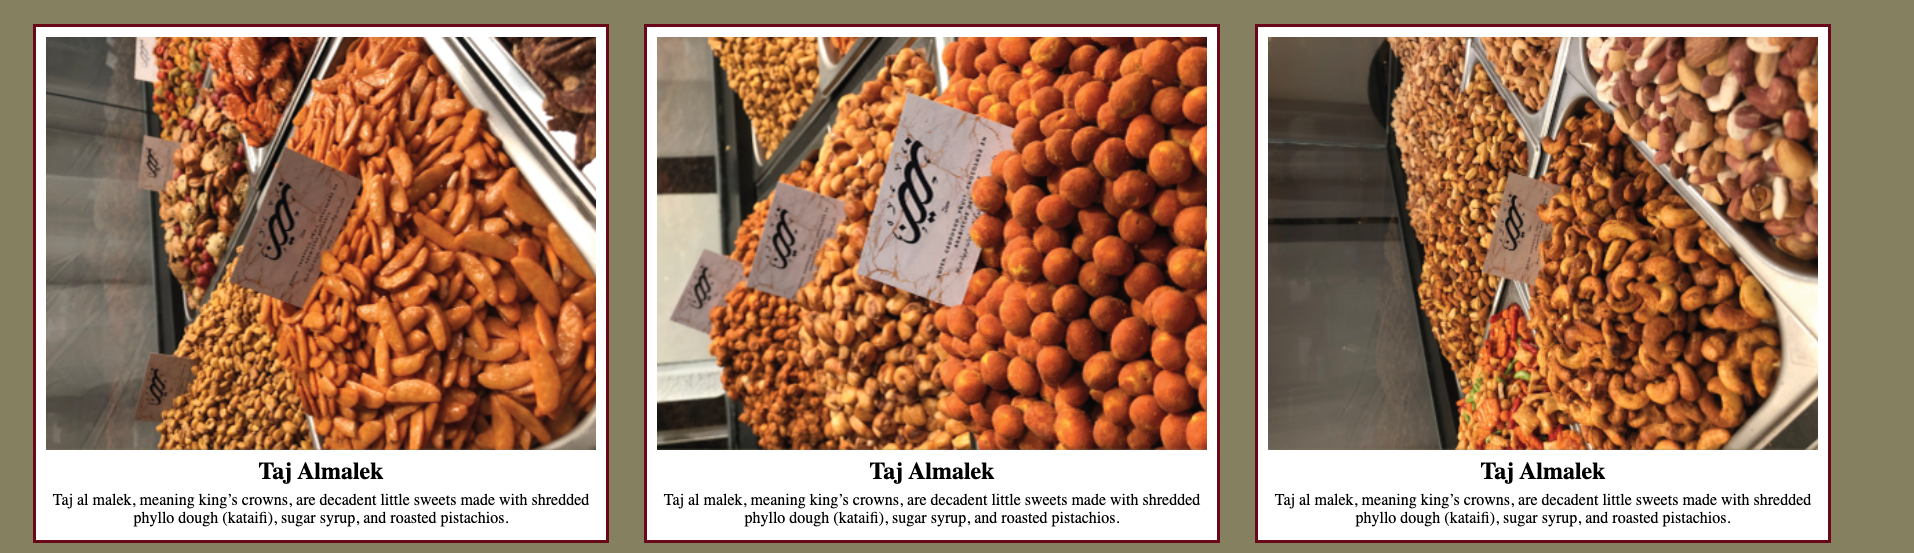 Taj Almalek
Taj al malek, meaning king’s crowns, are decadent little sweets made with shredded
phyllo dough (kataifi), sugar syrup, and roasted pistachios.
Taj Almalek
Taj al malek, meaning king’s crowns, are decadent little sweets made with shredded
phyllo dough (kataifi), sugar syrup, and roasted pistachios.
Taj Almalek
Taj al malek, meaning king’s crowns, are decadent little sweets made with shredded
phyllo dough (kataifi), sugar syrup, and roasted pistachios.